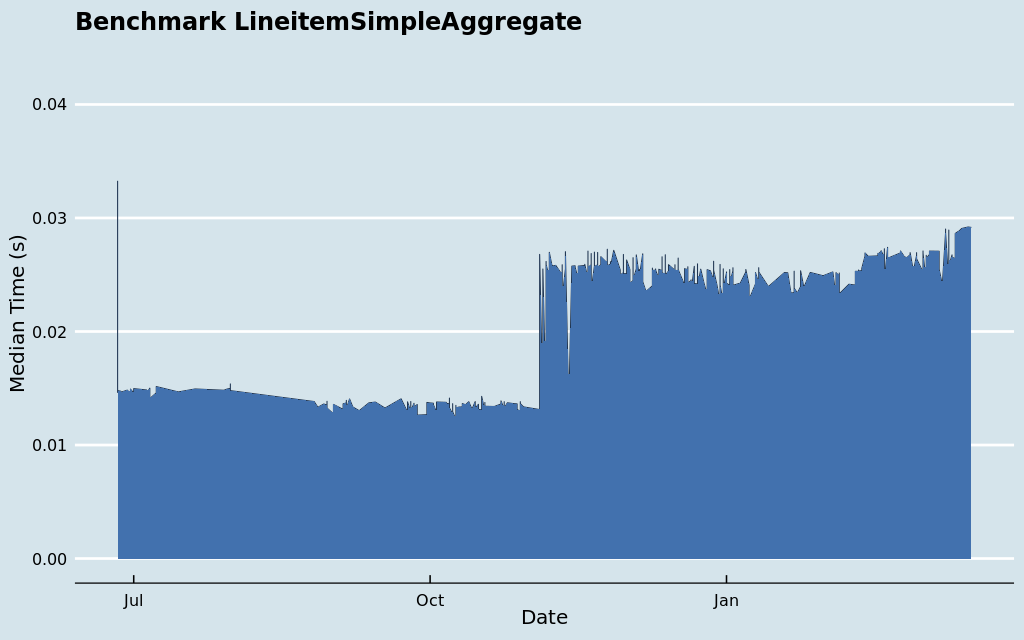 Benchmark LineitemSimpleAggregate
0.04
0.03
0.02
0.01
0.00
Median Time (s)
Jul
Oct
Jan
Date